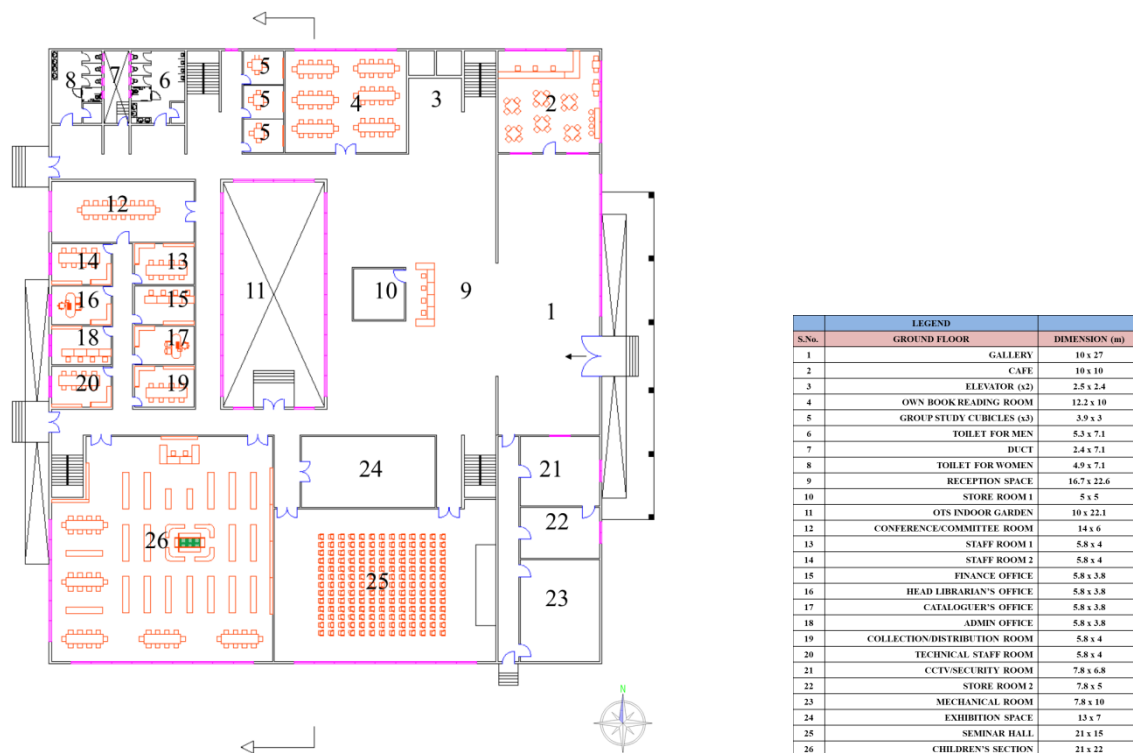 8
7
6
5
5
5
4
3
2
12
14
13
16
15
18
17
20
19
11
10
9
1
24
21
22
26
25
23
N
LEGEND
S.No. GROUND FLOOR DIMENSION (m)
1 GALLERY 10 x 27
2 CAFE 10 x 10
3 ELEVATOR (x2) 2.5 x 2.4
4 OWN BOOK READING ROOM 12.2 x 10
5 GROUP STUDY CUBICLES (x3) 3.9 x 3
6 TOILET FOR MEN 5.3 x 7.1
7 DUCT 2.4 x 7.1
8 TOILET FOR WOMEN 4.9 x 7.1
9 RECEPTION SPACE 16.7 x 22.6
10 STORE ROOM 1 5 x 5
11 OTS INDOOR GARDEN 10 x 22.1
12 CONFERENCE/COMMITTEE ROOM 14 x 6
13 STAFF ROOM 1 5.8 x 4
14 STAFF ROOM 2 5.8 x 4
15 FINANCE OFFICE 5.8 x 3.8
16 HEAD LIBRARIAN'S OFFICE 5.8 x 3.8
17 CATALOGUER'S OFFICE 5.8 x 3.8
18 ADMIN OFFICE 5.8 x 3.8
19 COLLECTION/DISTRIBUTION ROOM 5.8 x 4
20 TECHNICAL STAFF ROOM 5.8 x 4
21 CCTV/SECURITY ROOM 7.8 x 6.8
22 STORE ROOM 2 7.8 x 5
23 MECHANICAL ROOM 7.8 x 10
24 EXHIBITION SPACE 13 x 7
25 SEMINAR HALL 21 x 15
26 CHILDREN'S SECTION 21 x 22